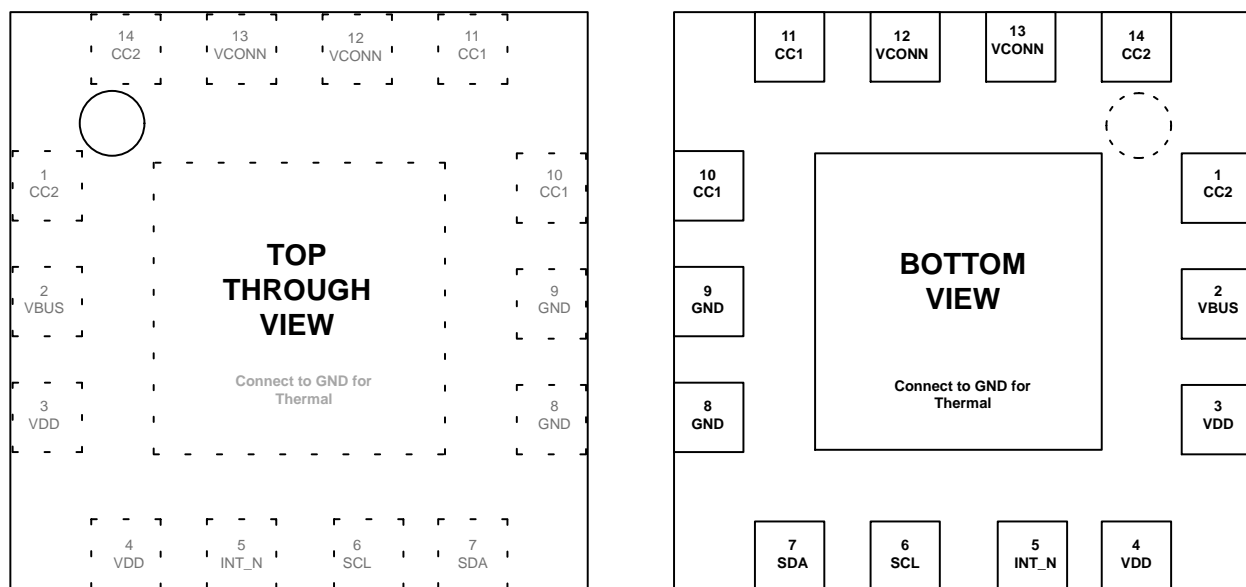 14
CC2
13
VCONN
12
VCONN
11
CC1
1
CC2
10
CC1
TOP
THROUGH
VIEW
2
VBUS
9
GND
Connect to GND for
Thermal
3
VDD
8
GND
4
VDD
5
INT_N
6
SCL
7
SDA
11
CC1
12
VCONN
13
VCONN
14
CC2
10
CC1
1
CC2
BOTTOM
VIEW
9
GND
2
VBUS
Connect to GND for
Thermal
8
GND
3
VDD
7
SDA
6
SCL
5
INT_N
4
VDD